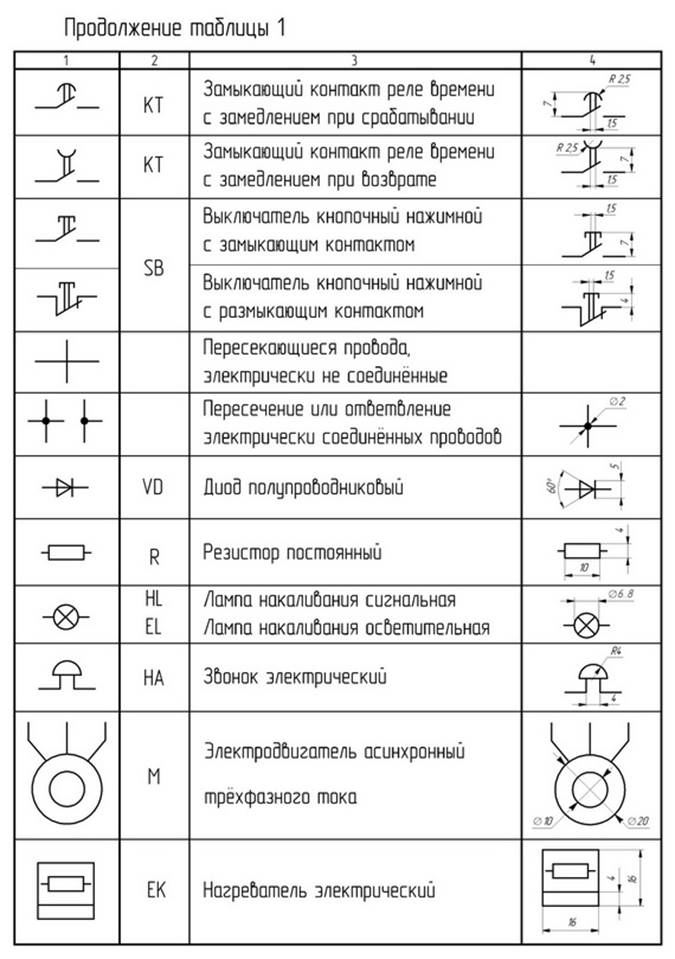 Продолжение таблицы 1
1 2 3 4
KT Замыкающий контакт реле времени
с замедлением при срабатывании
R 2,5
7
1,5
KT Замыкающий контакт реле времени
с замедлением при возврате
R 2,5
7
1,5
SB
Выключатель кнопочный нажимной
с замыкающим контактом
1,5
7
Выключатель кнопочный нажимной
с размыкающим контактом
1,5
4
Пересекающиеся провода,
электрически не соединённые
Пересечение или ответвление
электрически соединённых проводов
∅2
VD Диод полупроводниковый
60°
5
R Резистор постоянный
4
10
HL Лампа накаливания сигнальная
EL Лампа накаливания осветительная
∅6..8
HA Звонок электрический
R4
4
M
Электродвигатель асинхронный
трёхфазного тока
∅10
∅20
EK Нагреватель электрический
4
16
16